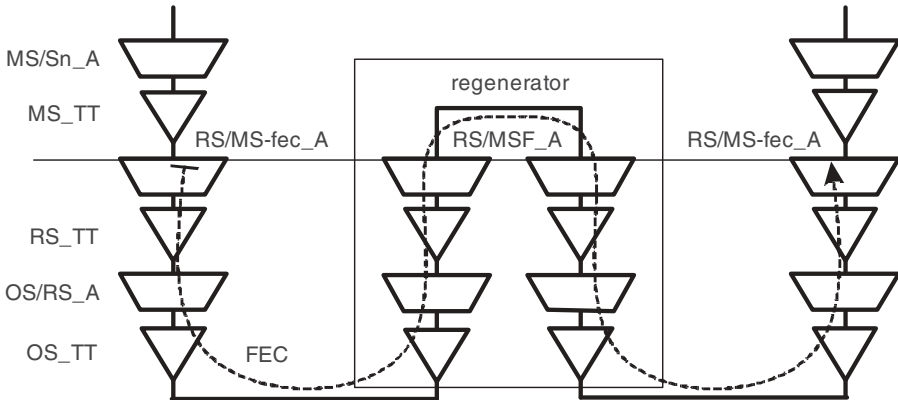 MS/Sn_A
regenerator
MS_TT
RS/MS-fec_A
RS/MSF_A
RS/MS-fec_A
RS_TT
OS/RS_A
OS_TT
FEC